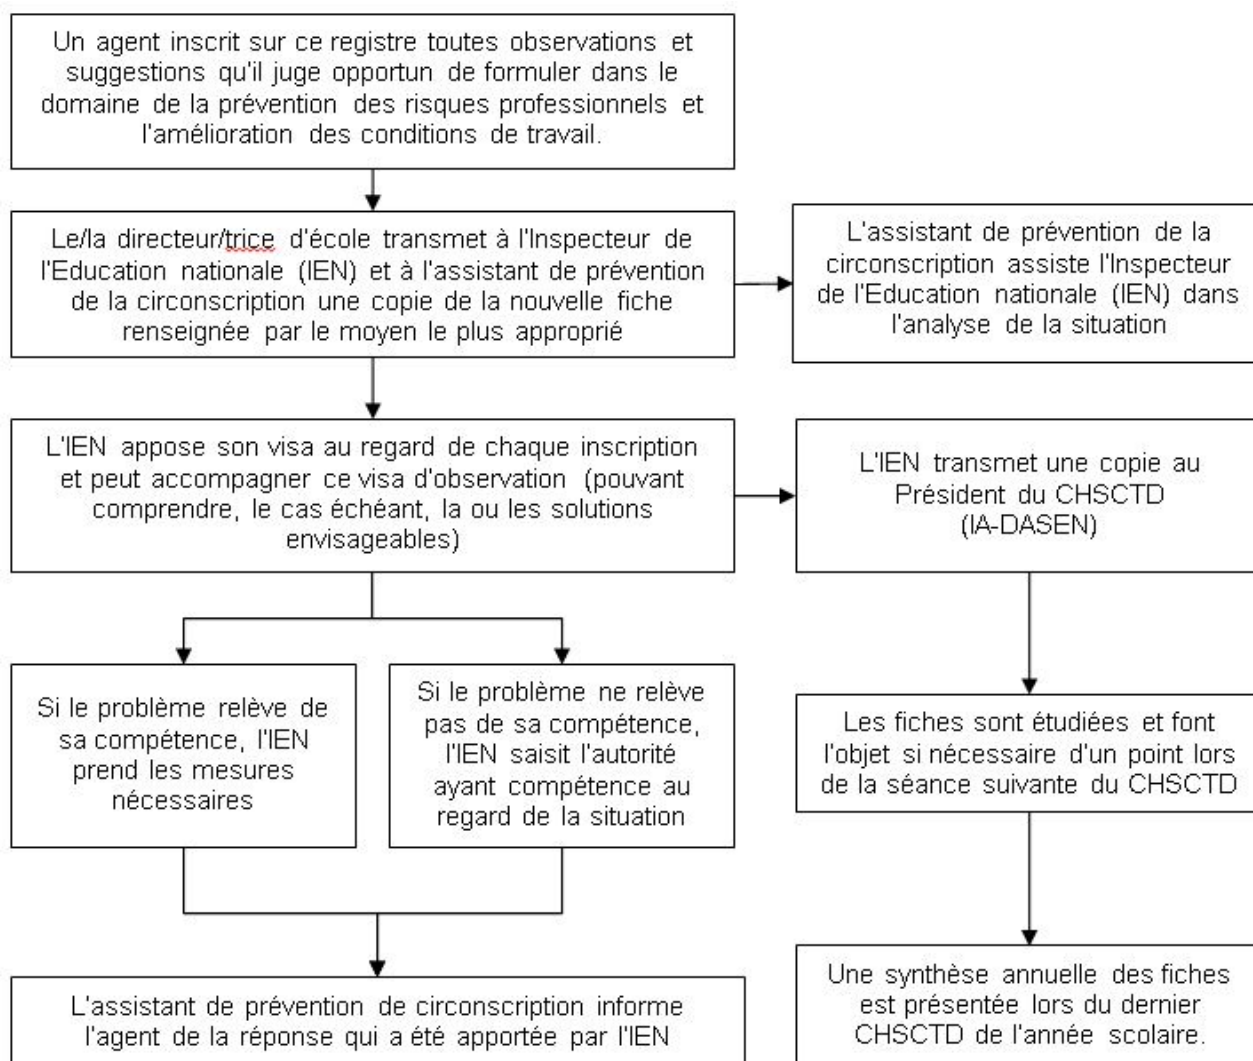 Un agent inscrit sur ce registre toutes observations et
suggestions qu'il juge opportun de formuler dans le
domaine de la prévention des risques professionnels et
l'amélioration des conditions de travail.
Le/la directeur/trice d'école transmet à l'Inspecteur de
l'Education nationale (IEN) et à l'assistant de prévention
de la circonscription une copie de la nouvelle fiche
renseignée par le moyen le plus approprié
L'assistant de prévention de la
circonscription assiste l'Inspecteur
de l'Education nationale (IEN) dans
l'analyse de la situation
L'IEN appose son visa au regard de chaque inscription
et peut accompagner ce visa d'observation (pouvant
comprendre, le cas échéant, la ou les solutions
envisageables)
L'IEN transmet une copie au
Président du CHSCTD
(IA-DASEN)
Si le problème relève de
sa compétence, l'IEN
prend les mesures
nécessaires
Si le problème ne relève
pas de sa compétence,
l'IEN saisit l'autorité
ayant compétence au
regard de la situation
Les fiches sont étudiées et font
l'objet si nécessaire d'un point lors
de la séance suivante du CHSCTD
L'assistant de prévention de circonscription informe
l'agent de la réponse qui a été apportée par l'IEN
Une synthèse annuelle des fiches
est présentée lors du dernier
CHSCTD de l'année scolaire.